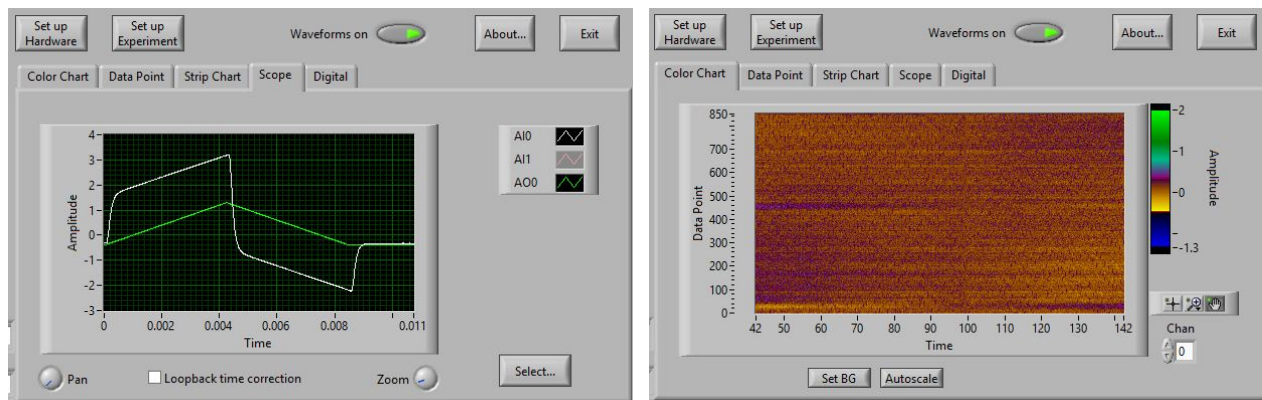 Set up
Hardware
Set up
Experiment
Waveforms on
About...
Exit
Color Chart
Data Point
Strip Chart
Scope
Digital
4
3
2
1
0
-1
-2
-3
Amplitude
0
0.002
0.004
0.006
0.008
0.011
Time
AI0
AI1
AO0
Pan
Loopback time correction
Zoom
Select...
Set up
Hardware
Set up
Experiment
Waveforms on
About...
Exit
Color Chart
Data Point
Strip Chart
Scope
Digital
850
700
600
500
400
300
200
100
0
Data Point
42
50
60
70
80
90
100
110
120
130
142
Time
2
1
0
-1.3
Amplitude
Chan
0
Set BG
Autoscale